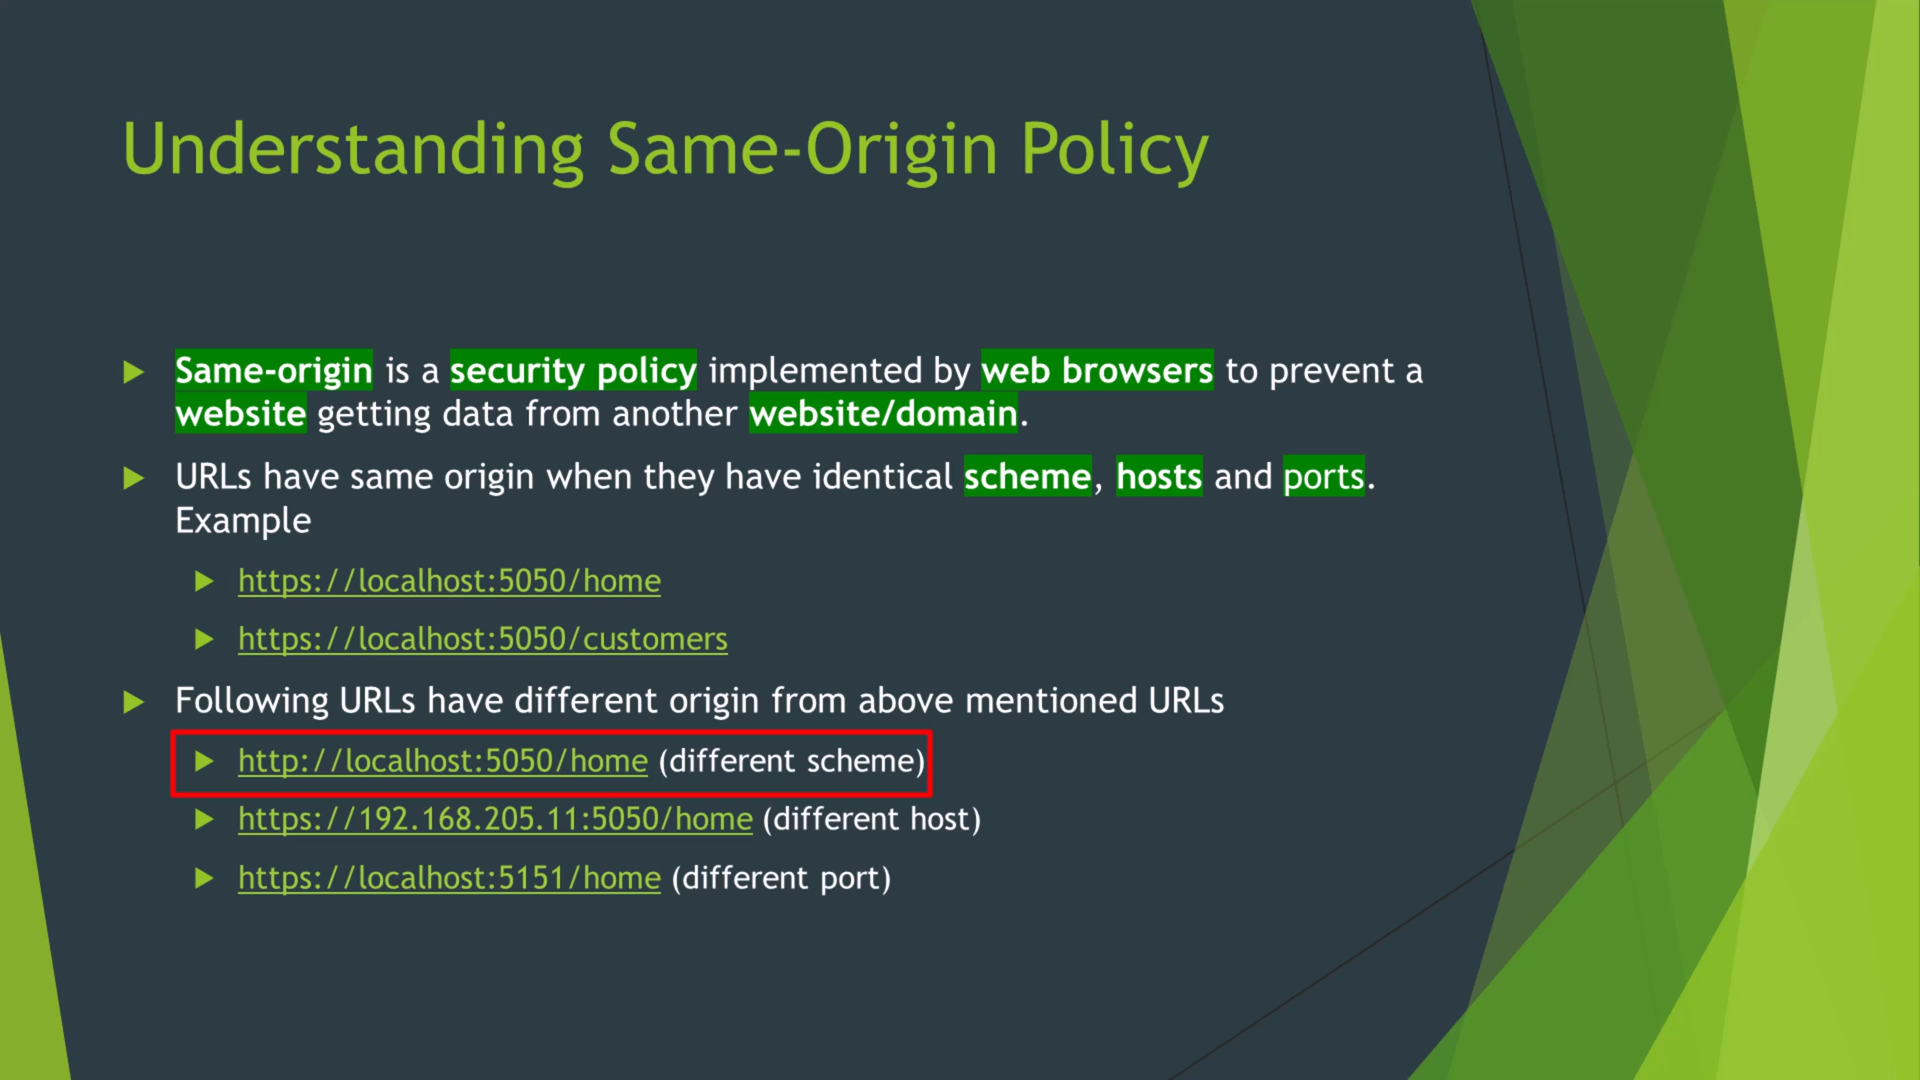 Understanding Same-Origin Policy
Same-origin is a security policy implemented by web browsers to prevent a
website getting data from another website/domain.
URLs have same origin when they have identical scheme, hosts and ports.
Example
https://localhost:5050/home
https://localhost:5050/customers
Following URLs have different origin from above mentioned URLs
http://localhost:5050/home (different scheme)
https://192.168.205.11:5050/home (different host)
https://localhost:5151/home (different port)